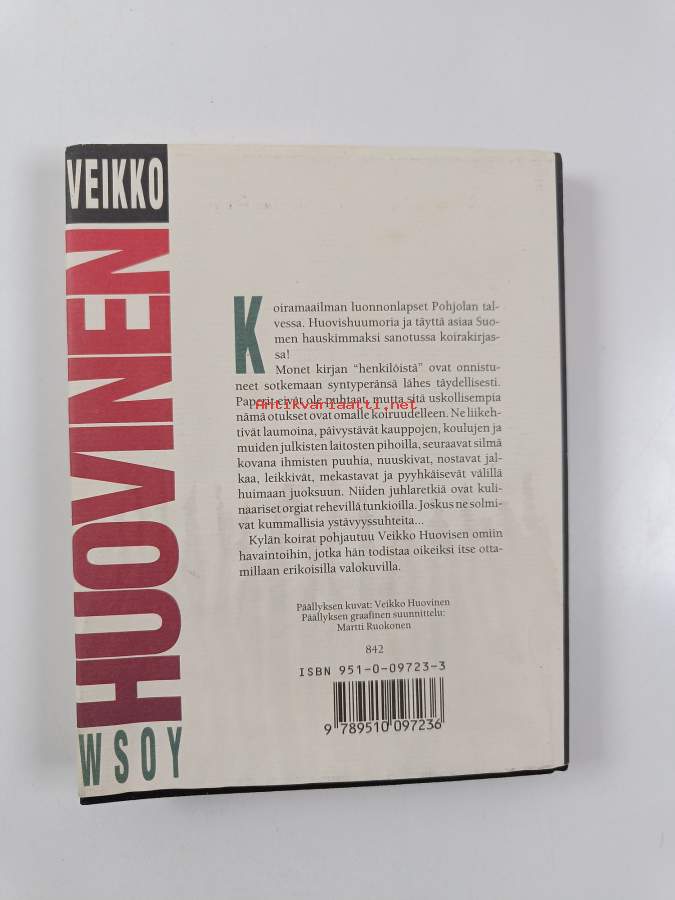 VEIKKO
HUOVINEN
WSOY
Koiramaailman luonnonlapset Pohjolan tal-
vessa. Huovishuumoria ja täyttä asiaa Suo-
men hauskimmaksi sanotussa koirakirjas-
sa!
Monet kirjan “henkilöistä” ovat onnistu-
neet sotkemaan syntyperänsä lähes täydellisesti.
Paperit eivät ole puhtaat, mutta sitä uskollisempia
Antikvariaatti.net
nämä otukset ovat omalle koiruudelleen. Ne liikeh-
tivät laumoina, päivystävät kauppojen, koulujen ja
muiden julkisten laitosten pihoilla, seuraavat silmä
kovana ihmisten puuhia, nuuskivat, nostavat jal-
kaa, leikkivät, mekastavat ja pyyhkäisevät välillä
huimaan juoksuun. Niiden juhlaretkiä ovat kuli-
naariset orgiat rehevillä tunkioilla. Joskus ne solmi-
vat kummallisia ystävyyssuhteita...
Kylän koirat pohjautuu Veikko Huovisen omiin
havaintoihin, jotka hän todistaa oikeiksi itse otta-
millaan erikoisilla valokuvilla.
Päällyksen kuvat: Veikko Huovinen
Päällyksen graafinen suunnittelu:
Martti Ruokonen
842
ISBN 951-0-09723-3
9 789510 097236